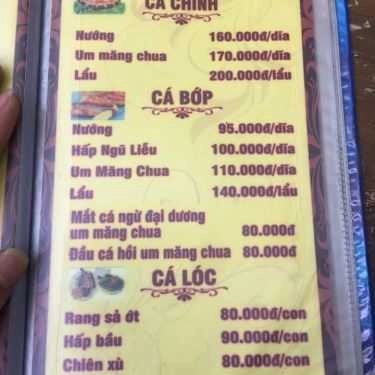 CÁ CHÌNH
Nướng 160.000đ/dĩa
Um măng chua 170.000đ/dĩa
Lẩu 200.000đ/lẩu
CÁ BỚP
Nướng 95.000đ/dĩa
Hấp Ngũ Liễu 100.000đ/dĩa
Um Măng Chua 110.000đ/dĩa
Lẩu 140.000đ/lẩu
Mắt cá ngừ đại dương
um măng chua 80.000đ
Đầu cá hồi um măng chua 80.000đ
CÁ LÓC
Rang sả ớt 80.000đ/con
Hấp bầu 90.000đ/con
Chiên xù 80.000đ/con